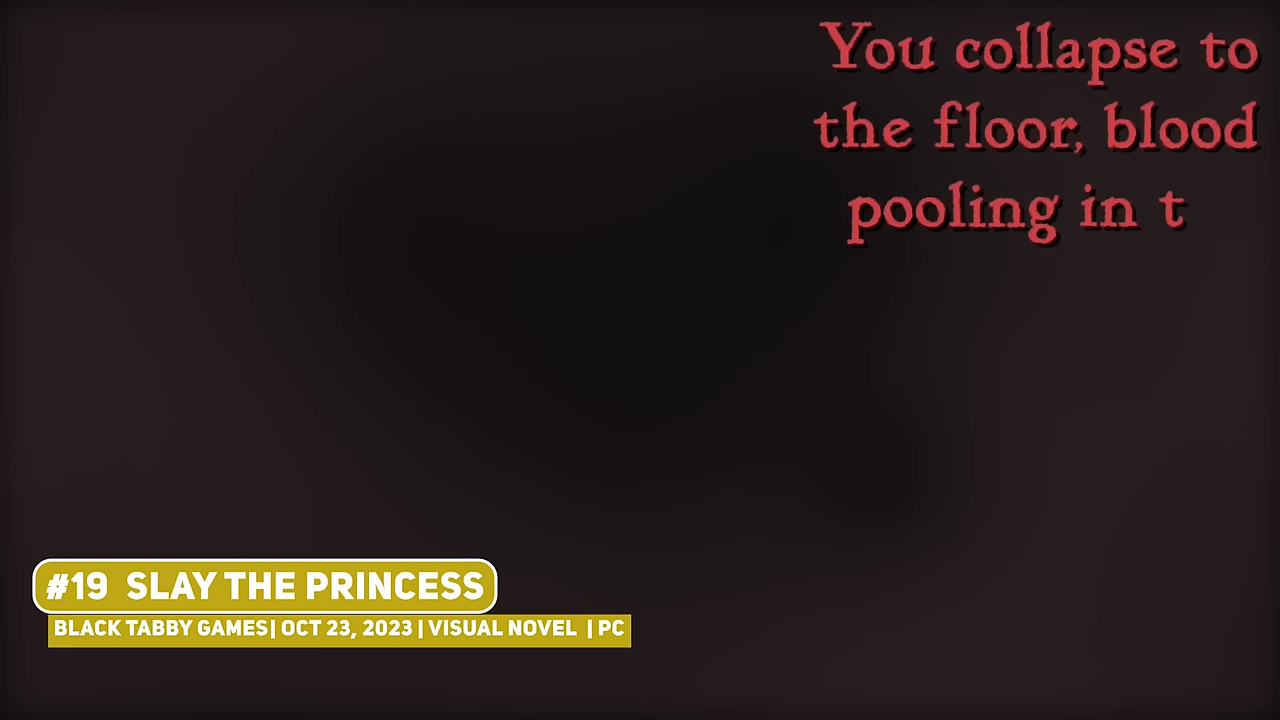 You collapse to
the floor, blood
pooling in t
#19 SLAY THE PRINCESS
BLACK TABBY GAMES| OCT 23, 2023 | VISUAL NOVEL | PC